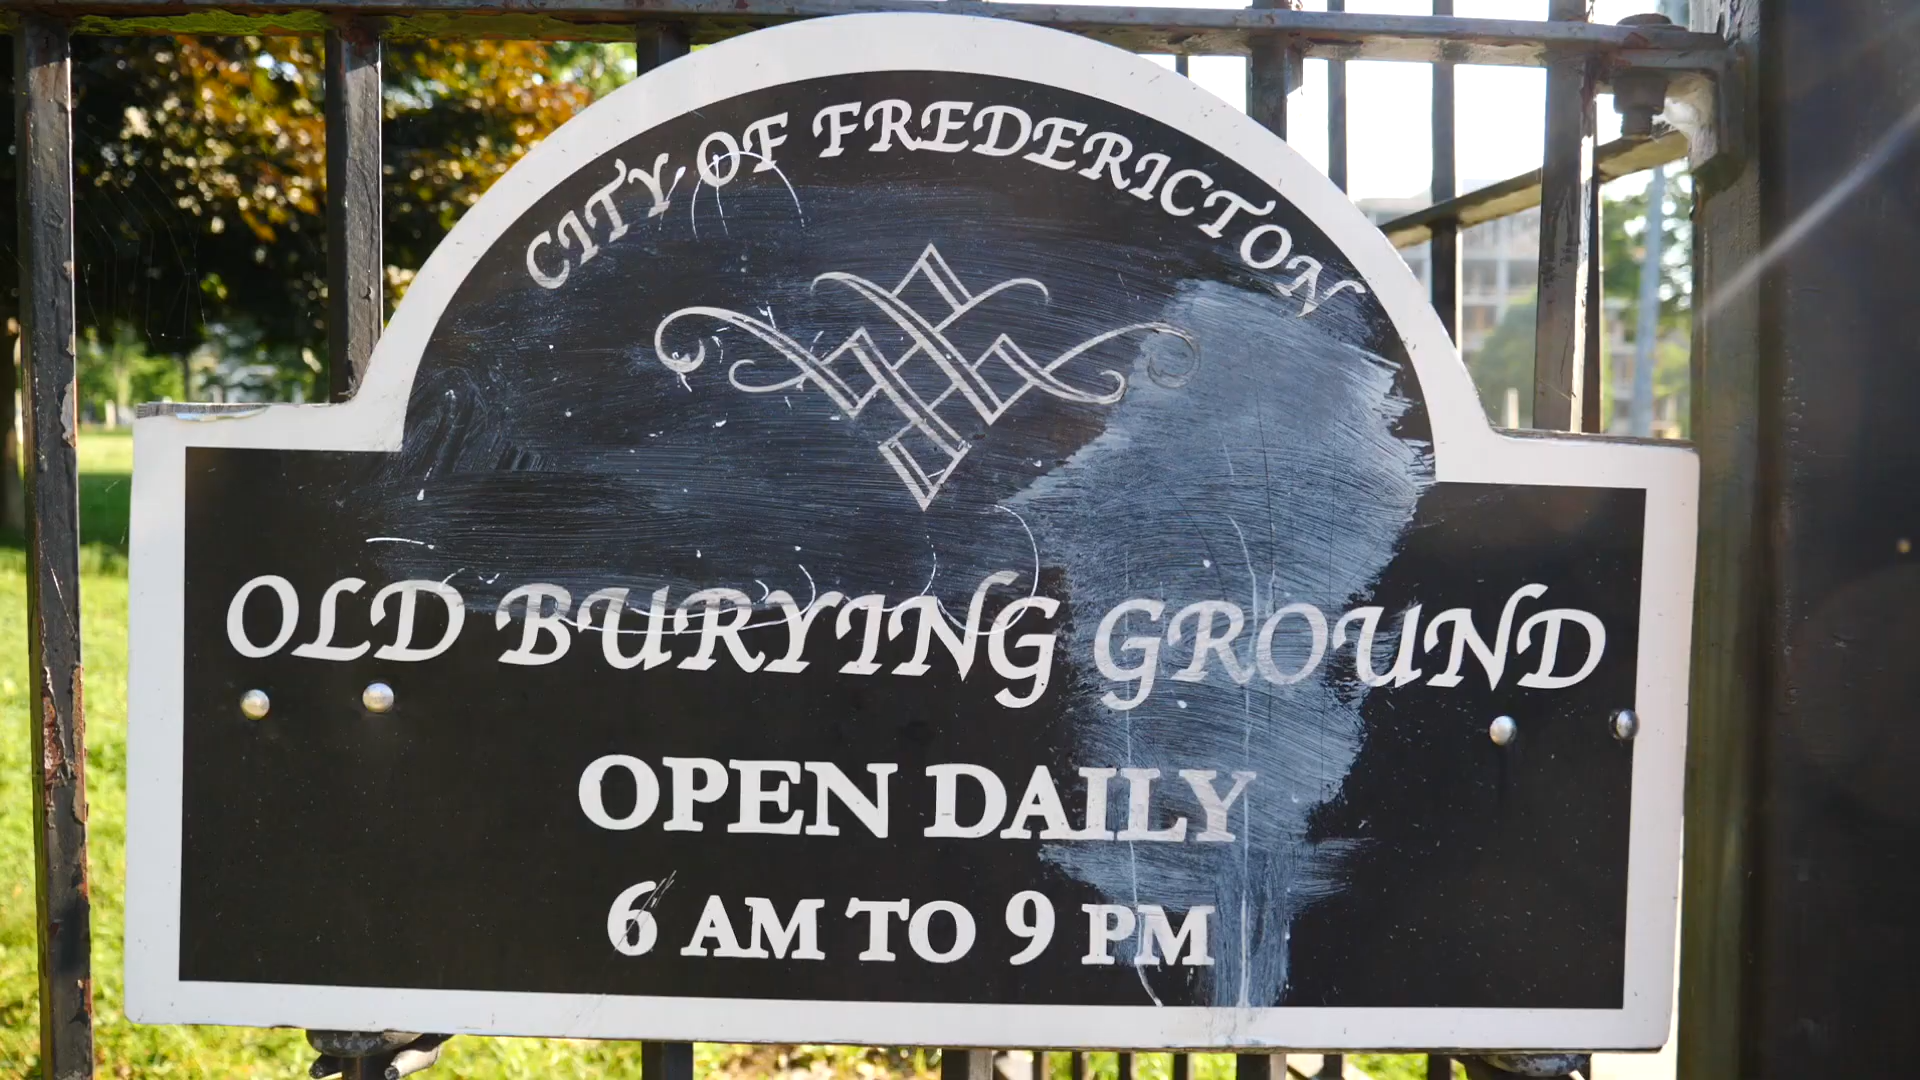 CITY OF FREDERICTON
OLD BURYING GROUND
OPEN DAILY
6 AM TO 9 PM